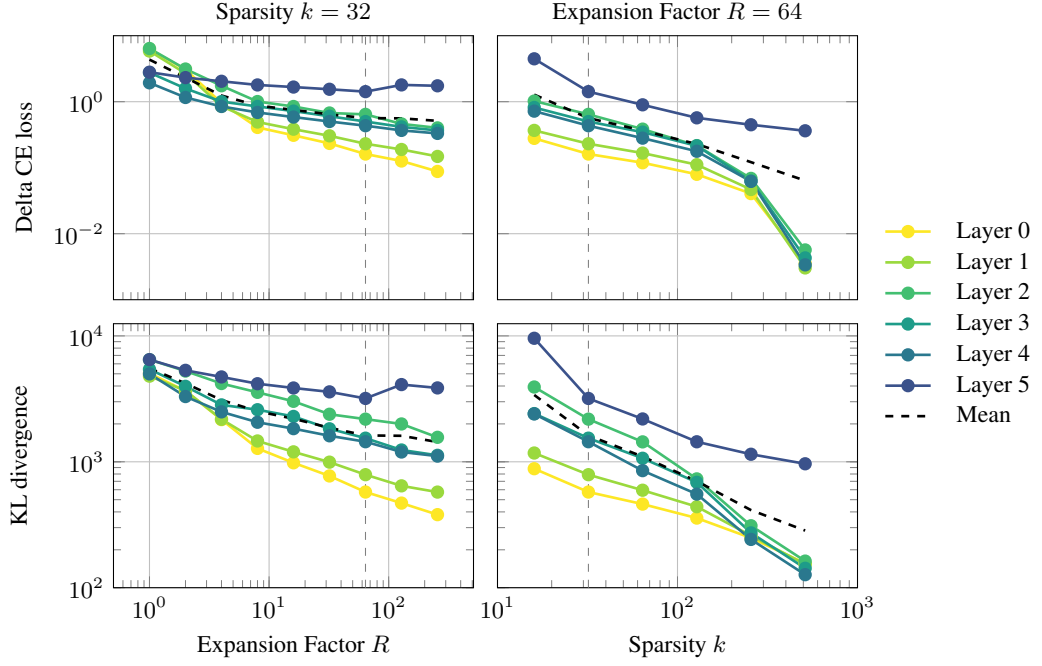 Sparsity k = 32
Expansion Factor R = 64
Delta CE loss
10^0
10^−2
KL divergence
10^4
10^3
10^2
10^0
10^1
10^2
Expansion Factor R
10^1
10^2
10^3
Sparsity k
Layer 0
Layer 1
Layer 2
Layer 3
Layer 4
Layer 5
Mean